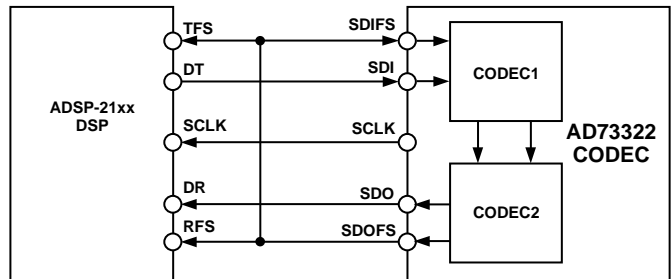 TFS SDIFS
DT SDI
CODEC1
ADSP-21xx
DSP
SCLK SCLK
AD73322
CODEC
DR SDO
CODEC2
RFS SDOFS